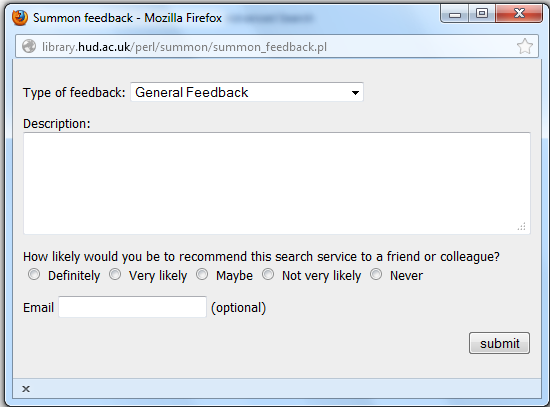 Summon feedback - Mozilla Firefox
library.hud.ac.uk/perl/summon/summon_feedback.pl
Type of feedback: General Feedback
Description:
How likely would you be to recommend this search service to a friend or colleague?
Definitely Very likely Maybe Not very likely Never
Email (optional)
submit
x